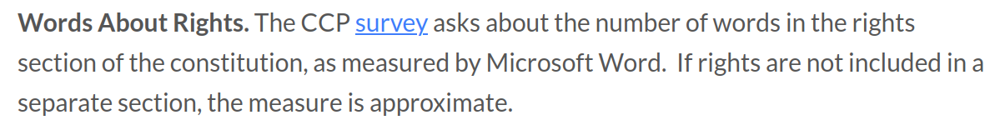 Words About Rights. The CCP survey asks about the number of words in the rights
section of the constitution, as measured by Microsoft Word.  If rights are not included in a
separate section, the measure is approximate.